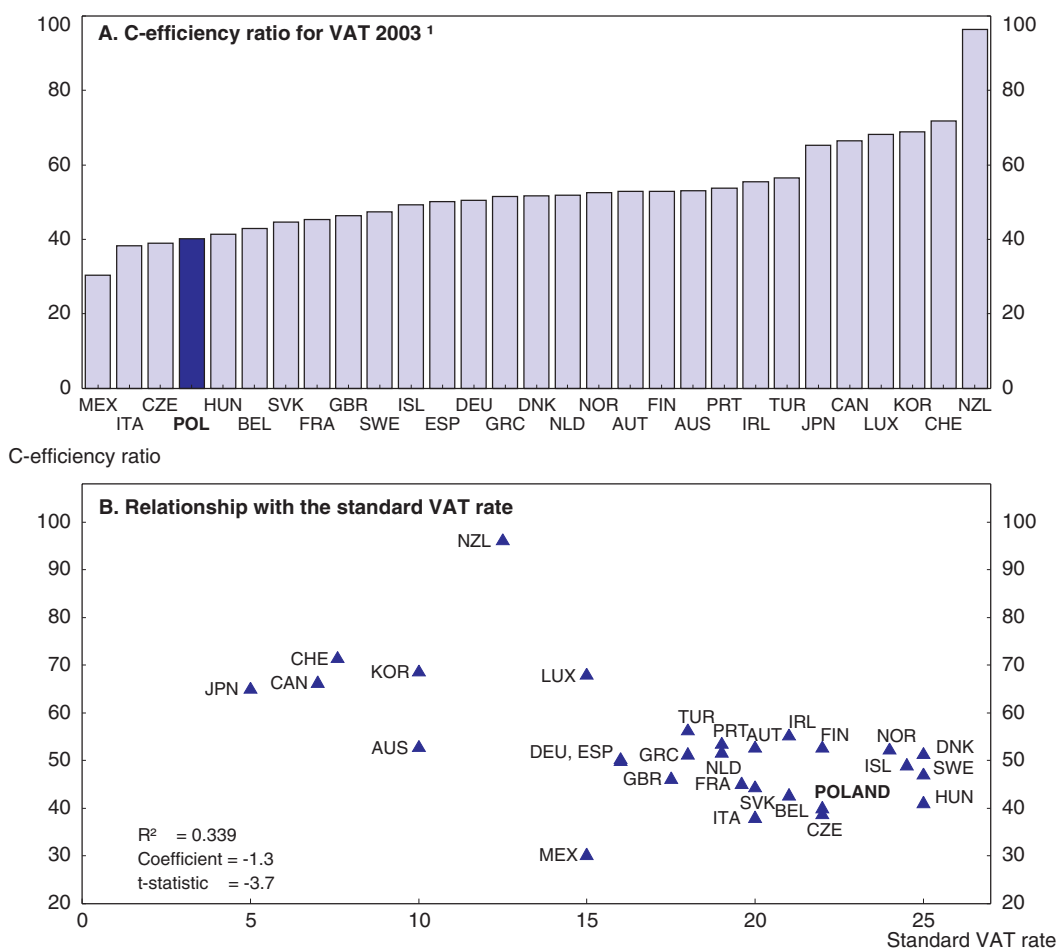 A. C-efficiency ratio for VAT 2003 ¹
100 100
80 80
60 60
40 40
20 20
0 0
MEX CZE HUN SVK GBR ISL DEU DNK NOR FIN PRT TUR CAN KOR NZL
ITA POL BEL FRA SWE ESP GRC NLD AUT AUS IRL JPN LUX CHE
C-efficiency ratio
B. Relationship with the standard VAT rate
100 100
90 90
80 80
70 70
60 60
50 50
40 40
30 30
20 20
NZL
CHE
KOR
LUX
CAN
JPN
TUR
IRL
PRT
AUT
FIN
NOR
DNK
AUS
DEU, ESP
GRC
NLD
ISL
SWE
GBR
FRA
SVK
BEL
POLAND
HUN
ITA
CZE
MEX
R² = 0.339
Coefficient = -1.3
t-statistic = -3.7
0 5 10 15 20 25
Standard VAT rate